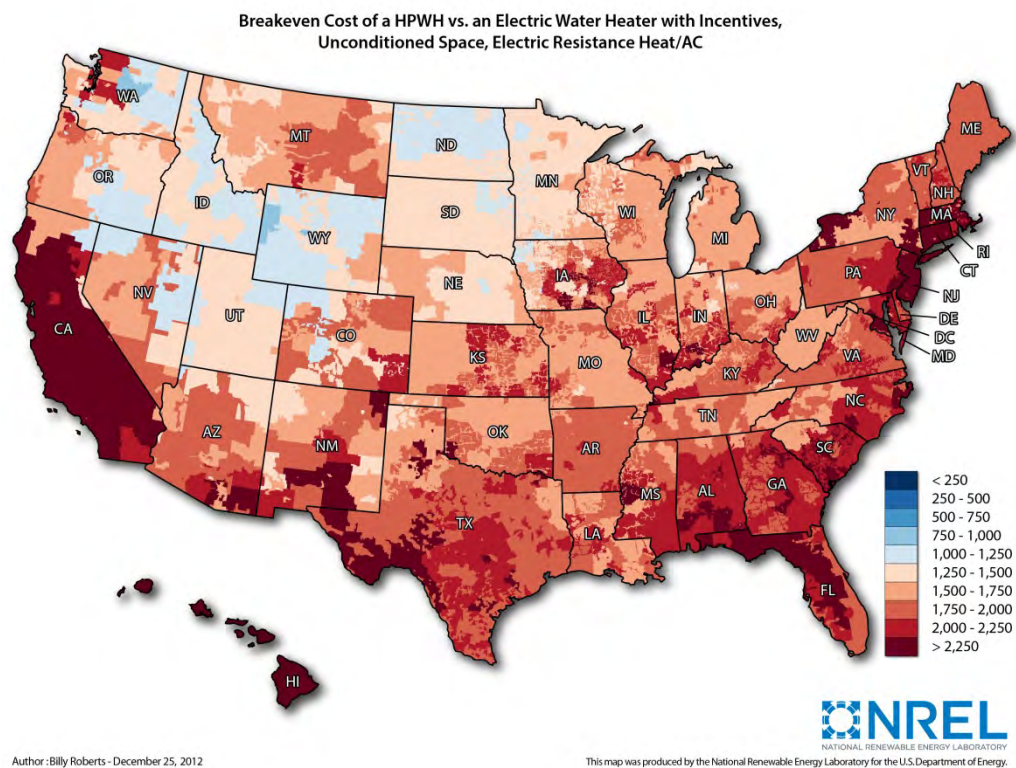 Breakeven Cost of a HPWH vs. an Electric Water Heater with Incentives,
Unconditioned Space, Electric Resistance Heat/AC
WA
MT
ND
MN
ME
VT
NH
OR
ID
SD
WI
MI
NY
MA
RI
CT
WY
NE
IA
PA
NJ
NV
UT
CO
IL
IN
OH
DE
DC
MD
CA
KS
MO
WV
VA
KY
AZ
NM
OK
AR
TN
NC
SC
TX
LA
MS
AL
GA
FL
HI
< 250
250 - 500
500 - 750
750 - 1,000
1,000 - 1,250
1,250 - 1,500
1,500 - 1,750
1,750 - 2,000
2,000 - 2,250
> 2,250
NREL
NATIONAL RENEWABLE ENERGY LABORATORY
Author : Billy Roberts - December 25, 2012
This map was produced by the National Renewable Energy Laboratory for the U.S. Department of Energy.